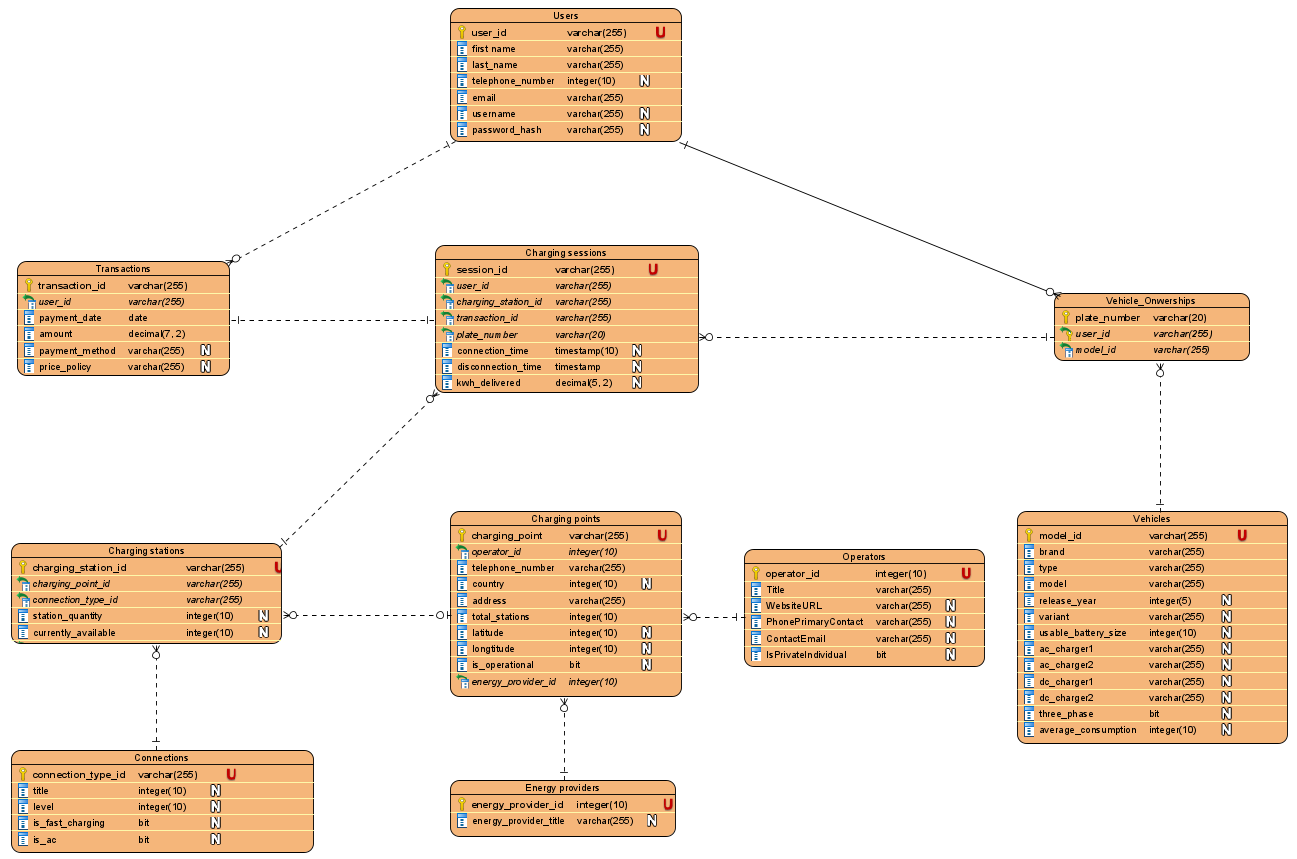 Users
user_id varchar(255) U
first name varchar(255)
last_name varchar(255)
telephone_number integer(10) N
email varchar(255)
username varchar(255) N
password_hash varchar(255) N
Transactions
transaction_id varchar(255)
user_id varchar(255)
payment_date date
amount decimal(7, 2)
payment_method varchar(255) N
price_policy varchar(255) N
Charging sessions
session_id varchar(255) U
user_id varchar(255)
charging_station_id varchar(255)
transaction_id varchar(255)
plate_number varchar(20)
connection_time timestamp(10) N
disconnection_time timestamp N
kwh_delivered decimal(5, 2) N
Vehicle_Onwerships
plate_number varchar(20)
user_id varchar(255)
model_id varchar(255)
Charging stations
charging_station_id varchar(255) U
charging_point_id varchar(255)
connection_type_id varchar(255)
station_quantity integer(10) N
currently_available integer(10) N
Charging points
charging_point varchar(255) U
operator_id integer(10)
telephone_number varchar(255)
country integer(10) N
address varchar(255)
total_stations integer(10)
latitude integer(10) N
longtitude integer(10) N
is_operational bit N
energy_provider_id integer(10)
Operators
operator_id integer(10) U
Title varchar(255)
WebsiteURL varchar(255) N
PhonePrimaryContact varchar(255) N
ContactEmail varchar(255) N
IsPrivateIndividual bit N
Vehicles
model_id varchar(255) U
brand varchar(255)
type varchar(255)
model varchar(255)
release_year integer(5) N
variant varchar(255) N
usable_battery_size integer(10) N
ac_charger1 varchar(255) N
ac_charger2 varchar(255) N
dc_charger1 varchar(255) N
dc_charger2 varchar(255) N
three_phase bit N
average_consumption integer(10) N
Connections
connection_type_id varchar(255) U
title integer(10) N
level integer(10) N
is_fast_charging bit N
is_ac bit N
Energy providers
energy_provider_id integer(10) U
energy_provider_title varchar(255) N